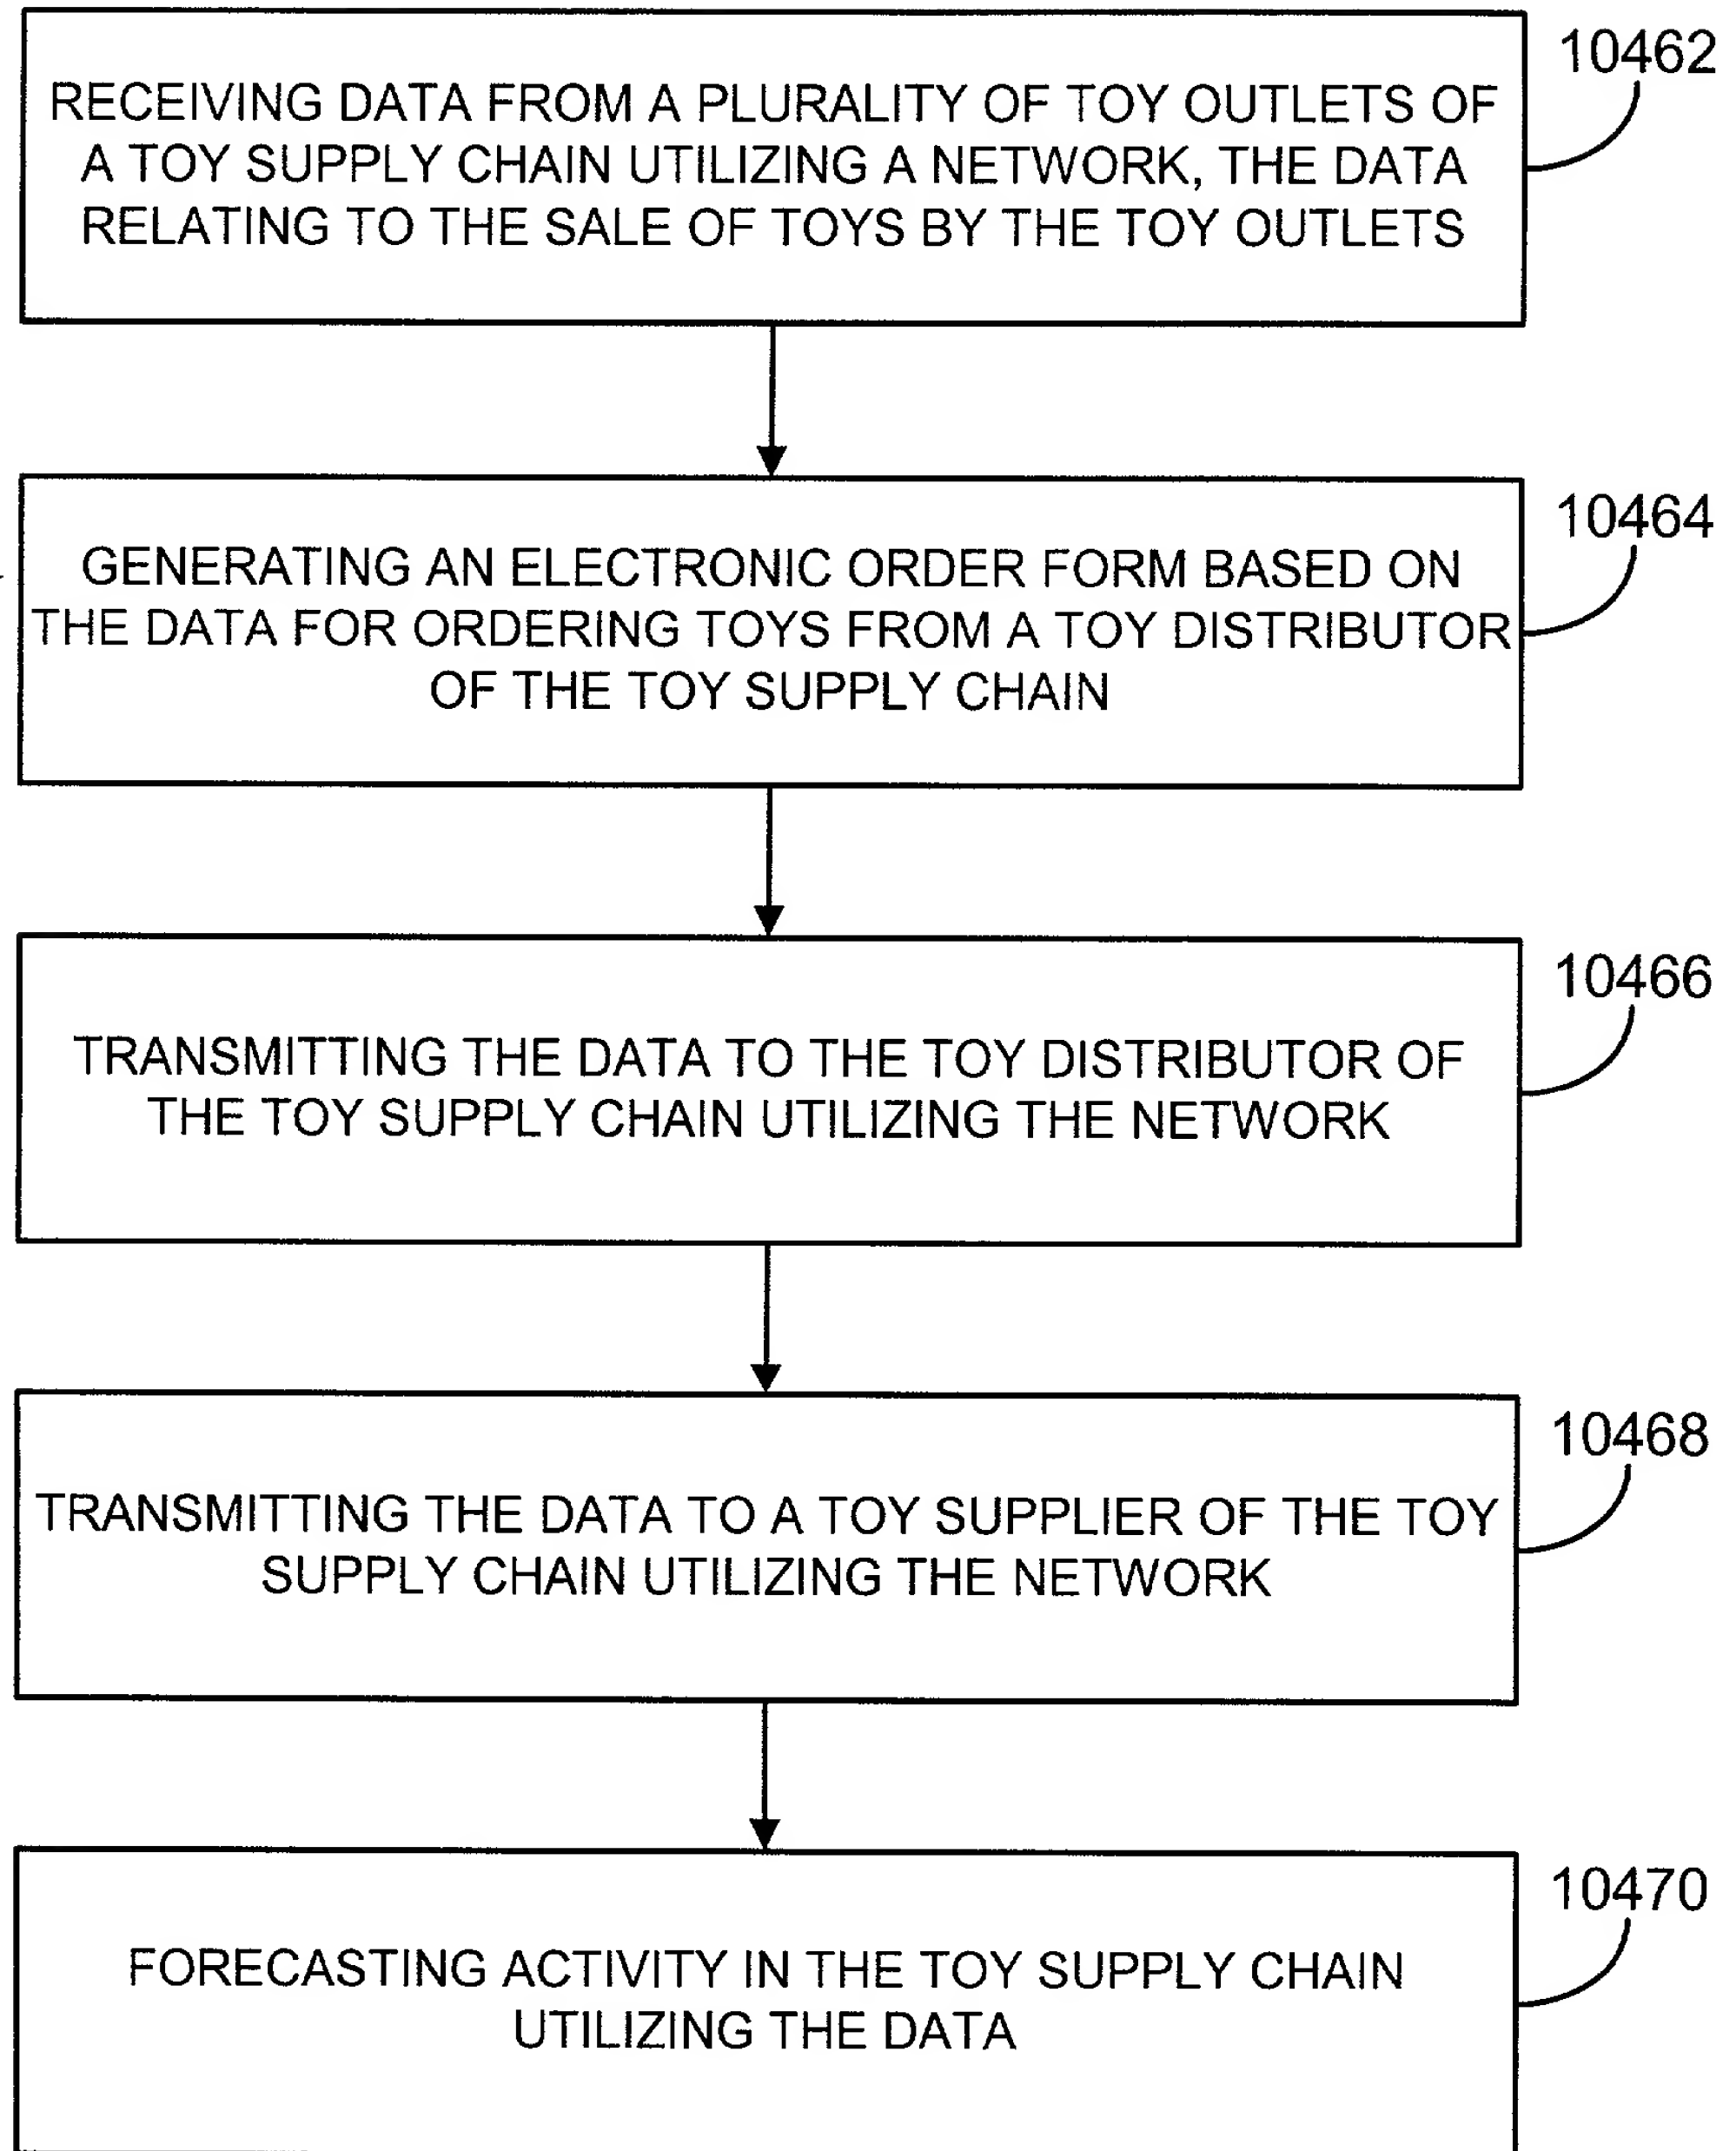 10462
RECEIVING DATA FROM A PLURALITY OF TOY OUTLETS OF
A TOY SUPPLY CHAIN UTILIZING A NETWORK, THE DATA
RELATING TO THE SALE OF TOYS BY THE TOY OUTLETS
10464
GENERATING AN ELECTRONIC ORDER FORM BASED ON
THE DATA FOR ORDERING TOYS FROM A TOY DISTRIBUTOR
OF THE TOY SUPPLY CHAIN
10466
TRANSMITTING THE DATA TO THE TOY DISTRIBUTOR OF
THE TOY SUPPLY CHAIN UTILIZING THE NETWORK
10468
TRANSMITTING THE DATA TO A TOY SUPPLIER OF THE TOY
SUPPLY CHAIN UTILIZING THE NETWORK
10470
FORECASTING ACTIVITY IN THE TOY SUPPLY CHAIN
UTILIZING THE DATA